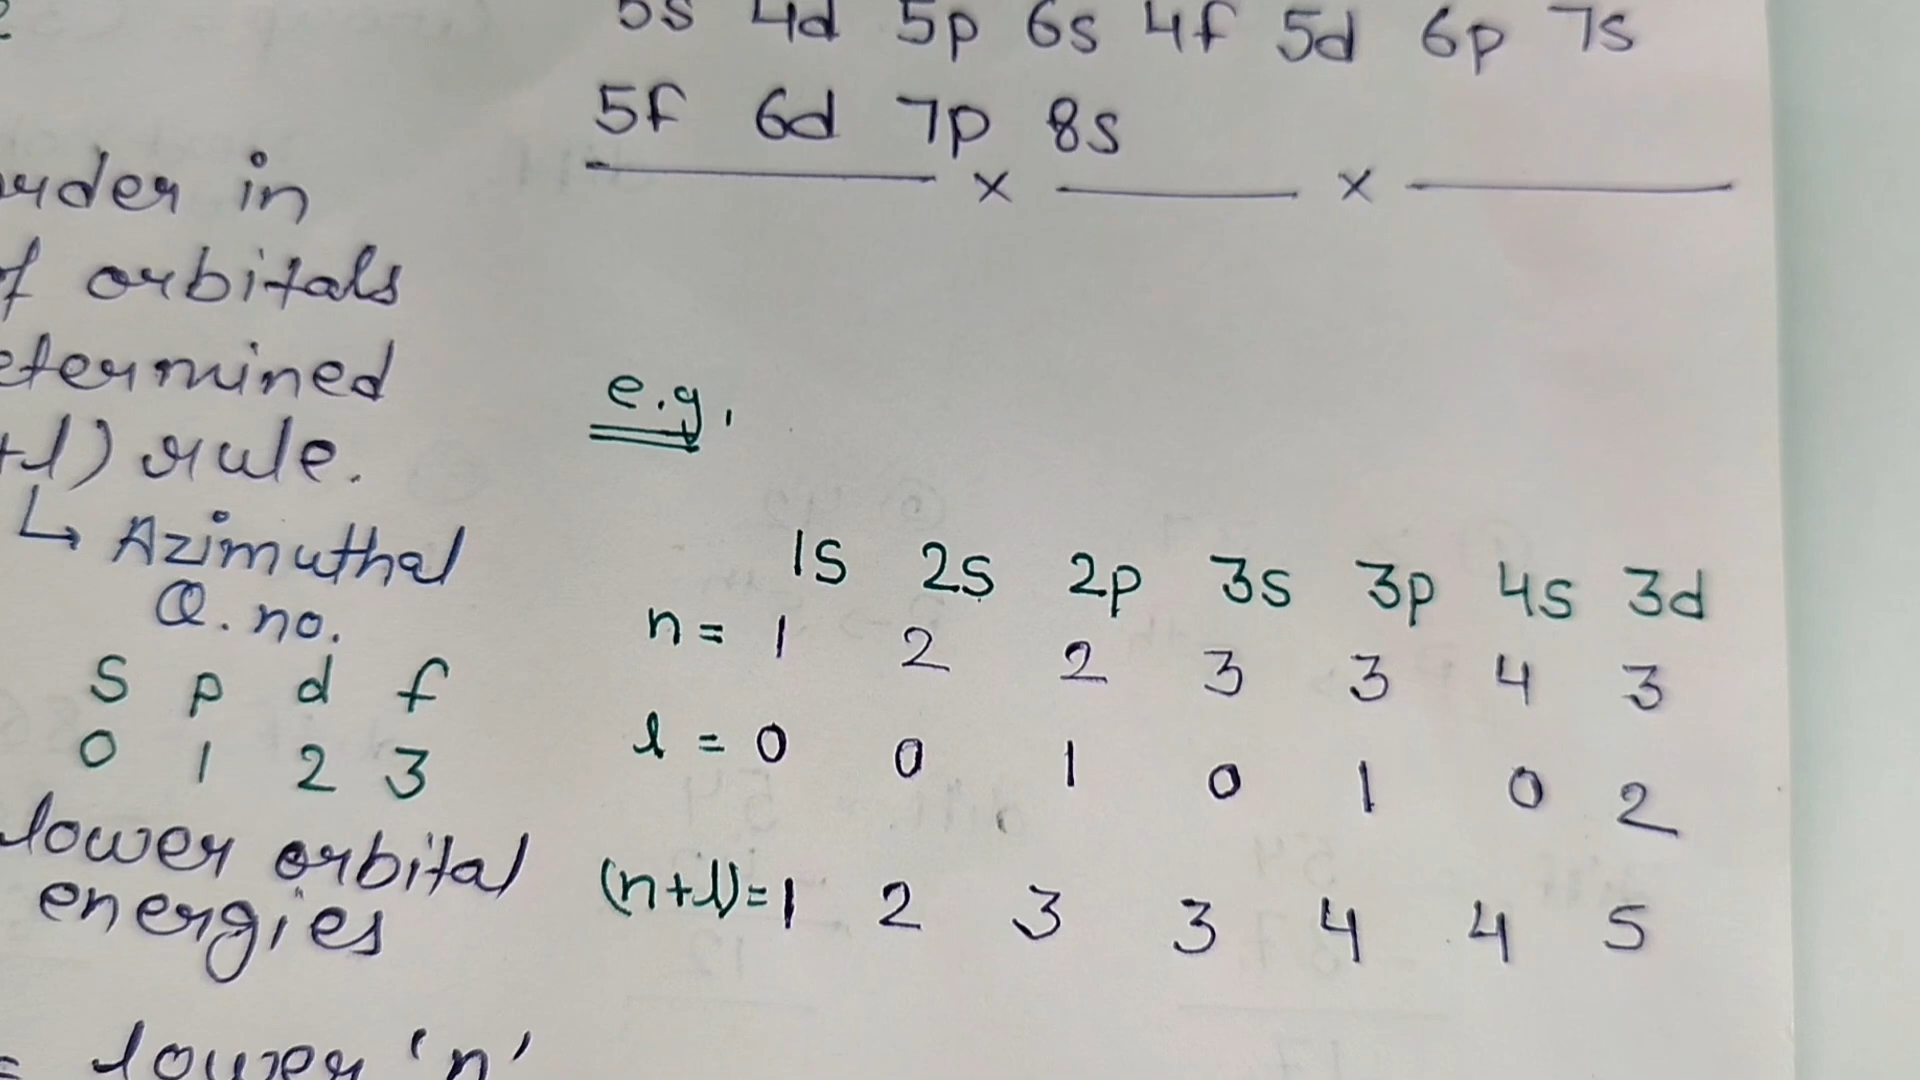 5s 4d 5p 6s 4f 5d 6p 7s
5f 6d 7p 8s
x x
in
orbitals
rule.
↳ Azimuthal
Q. no.
s p d f
0 1 2 3
lower orbital
energies
= lower 'n'
e.g.
1s 2s 2p 3s 3p 4s 3d
n = 1 2 2 3 3 4 3
l = 0 0 1 0 1 0 2
(n+l)= 1 2 3 3 4 4 5